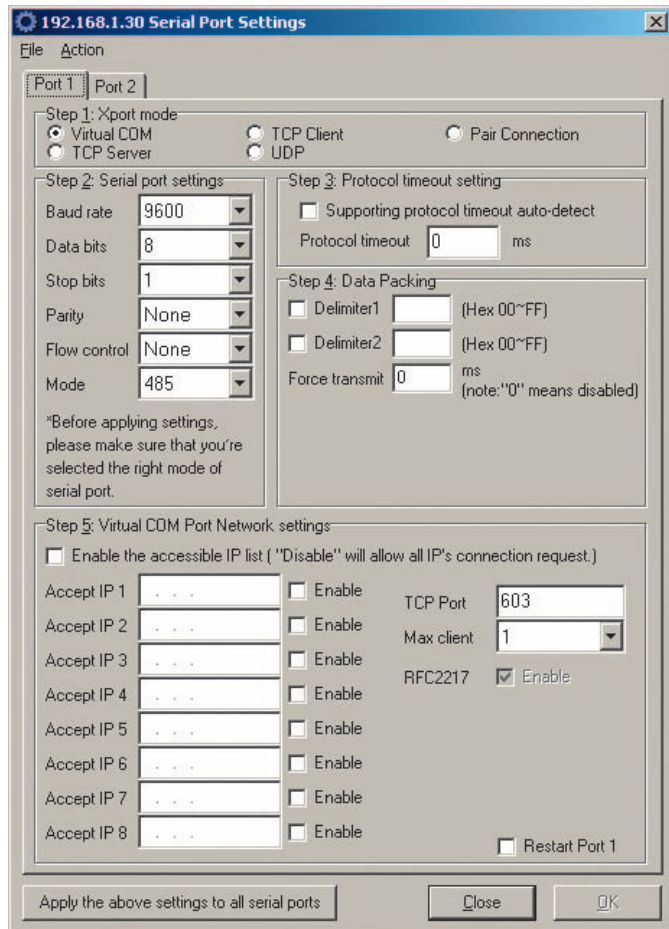 192.168.1.30 Serial Port Settings
File Action
Port 1 Port 2
Step 1: Xport mode
Virtual COM TCP Client Pair Connection
TCP Server UDP
Step 2: Serial port settings
Baud rate 9600
Data bits 8
Stop bits 1
Parity None
Flow control None
Mode 485
*Before applying settings,
please make sure that you're
selected the right mode of
serial port.
Step 3: Protocol timeout setting
Supporting protocol timeout auto-detect
Protocol timeout 0 ms
Step 4: Data Packing
Delimiter1 (Hex 00~FF)
Delimiter2 (Hex 00~FF)
Force transmit 0 ms
(note:"0" means disabled)
Step 5: Virtual COM Port Network settings
Enable the accessible IP list ( "Disable" will allow all IP's connection request.)
Accept IP 1 . . . Enable
Accept IP 2 . . . Enable
Accept IP 3 . . . Enable
Accept IP 4 . . . Enable
Accept IP 5 . . . Enable
Accept IP 6 . . . Enable
Accept IP 7 . . . Enable
Accept IP 8 . . . Enable
TCP Port 603
Max client 1
RFC2217 Enable
Restart Port 1
Apply the above settings to all serial ports Close OK